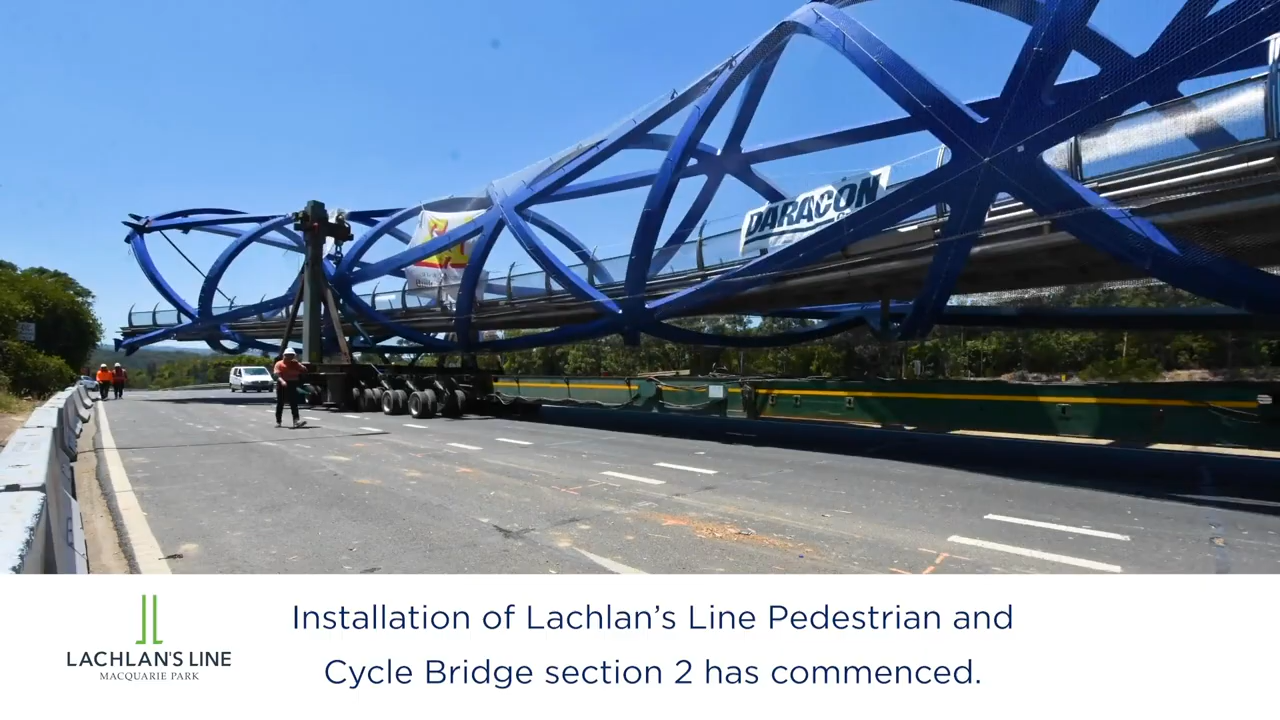 DARACON
Installation of Lachlan’s Line Pedestrian and
Cycle Bridge section 2 has commenced.
LACHLAN'S LINE
MACQUARIE PARK